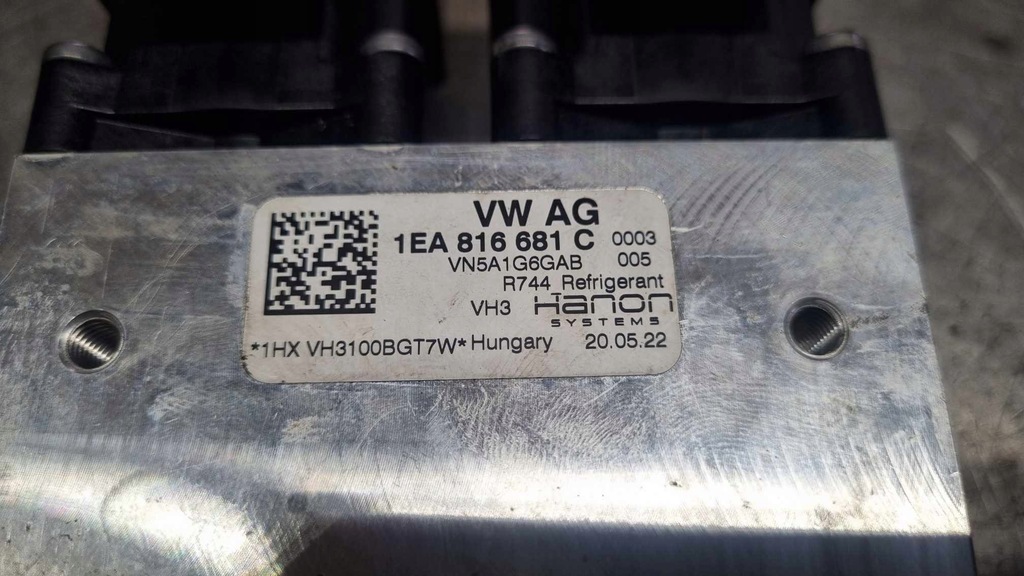 VW AG
1EA 816 681 C 0003
VN5A1G6GAB 005
R744 Refrigerant
VH3 Hanon
SYSTEMS
*1HX VH3100BGT7W* Hungary 20.05.22